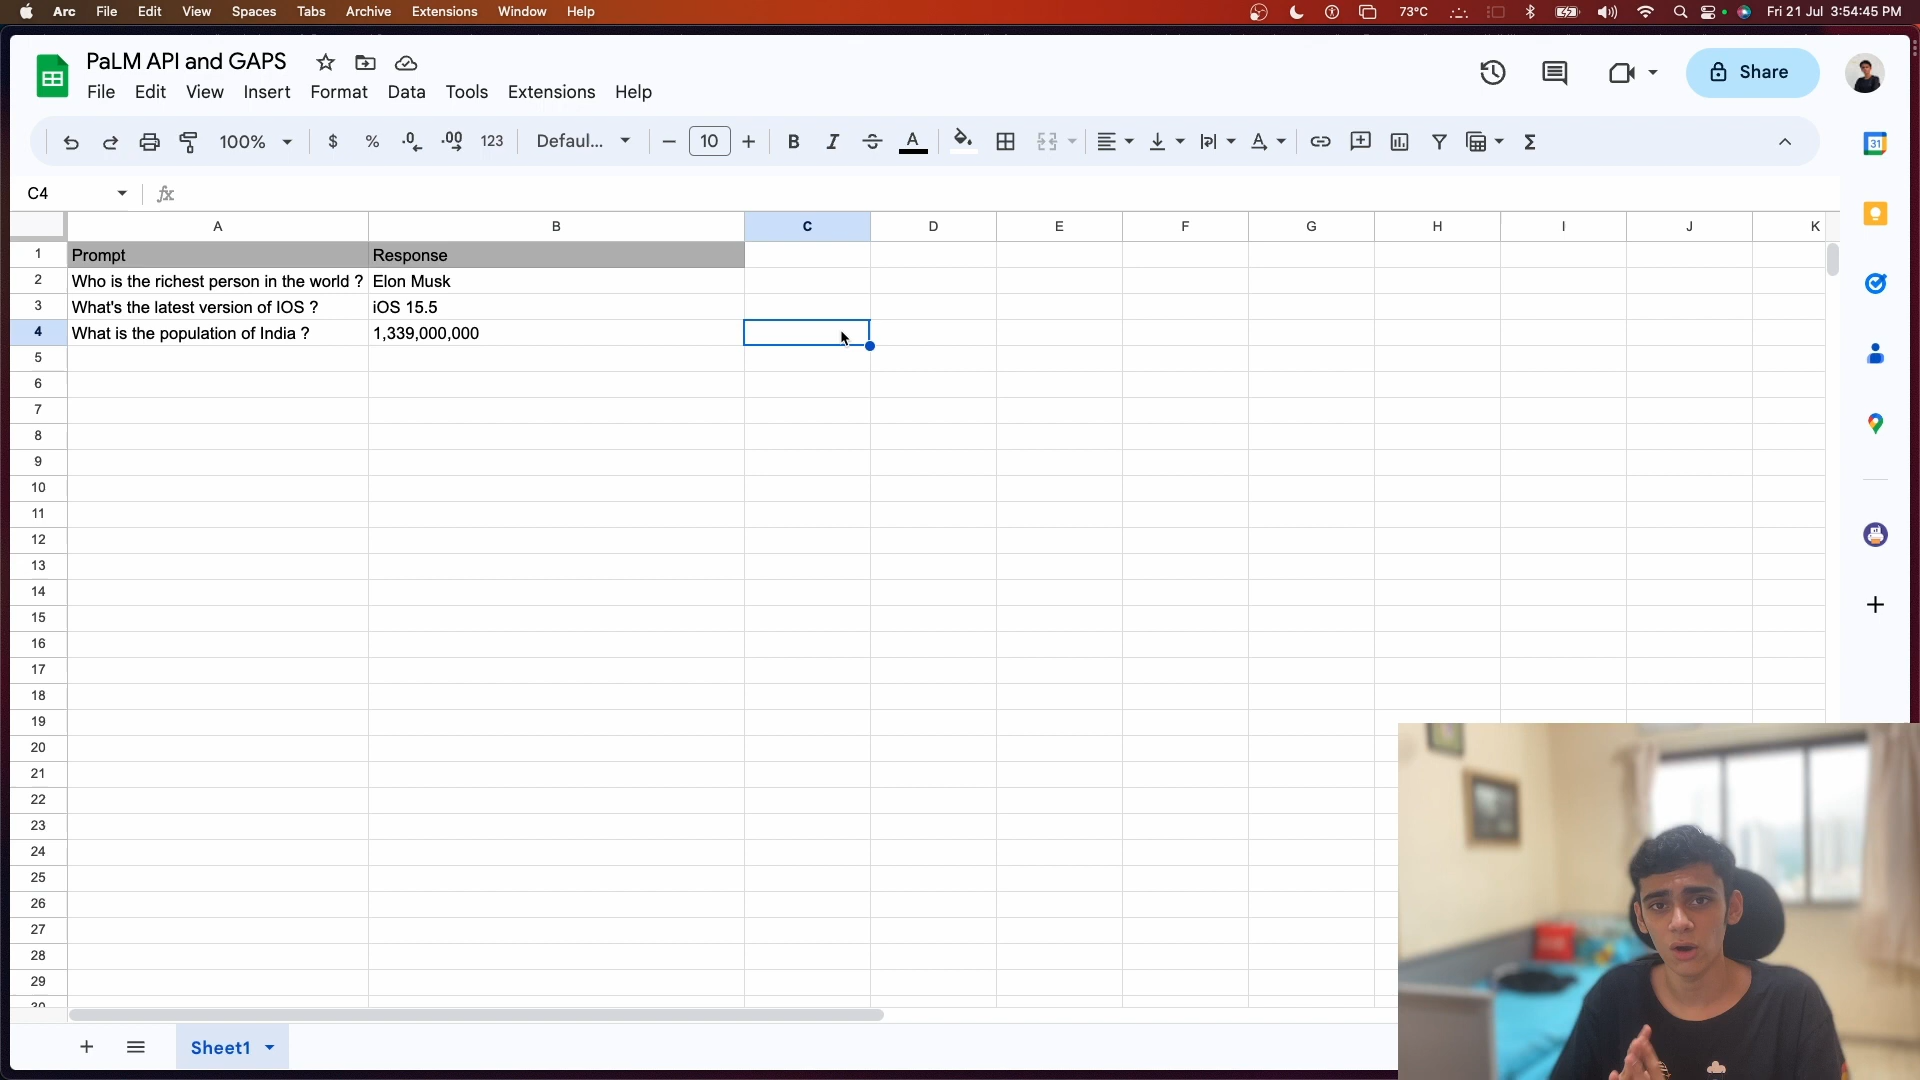 Arc File Edit View Spaces Tabs Archive Extensions Window Help 73°C Fri 21 Jul 3:54:45 PM
PaLM API and GAPS
File Edit View Insert Format Data Tools Extensions Help
Share
31
100% $ % .0 .00 123 Defaul... 10 B I S A A Σ
C4 fx
A B C D E F G H I J K
1 Prompt Response
2 Who is the richest person in the world ? Elon Musk
3 What's the latest version of IOS ? iOS 15.5
4 What is the population of India ? 1,339,000,000
5
6
7
8
9
10
11
12
13
14
15
16
17
18
19
20
21
22
23
24
25
26
27
28
29
30
Sheet1